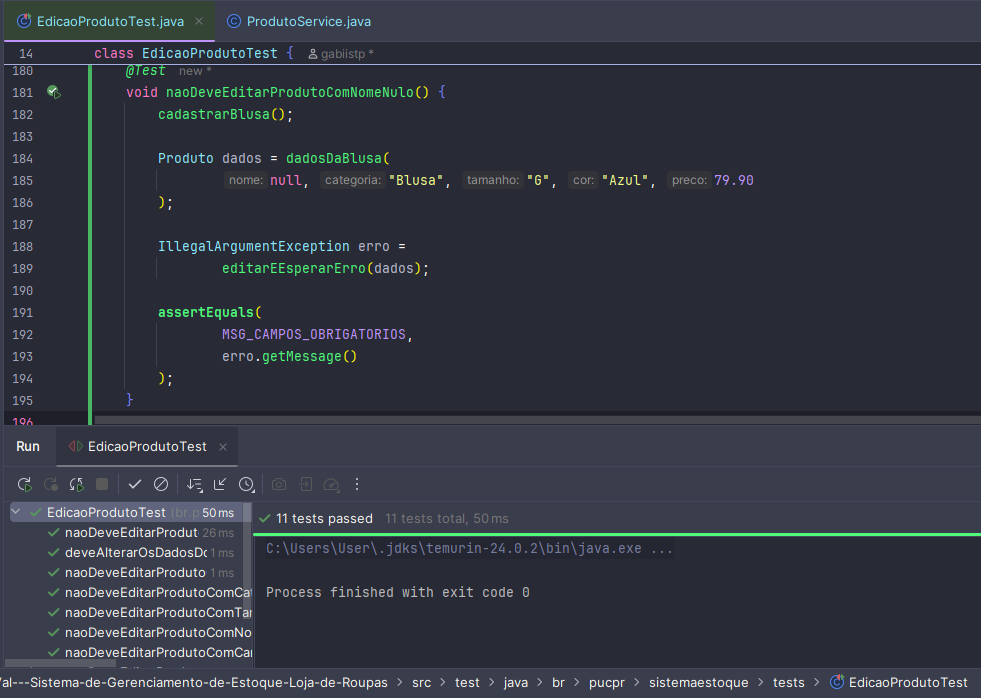 EdicaoProdutoTest.java × ProdutoService.java
14 class EdicaoProdutoTest { gabiistp *
180 @Test new *
181 void naoDeveEditarProdutoComNomeNulo() {
182 cadastrarBlusa();
183
184 Produto dados = dadosDaBlusa(
185 nome: null, categoria: "Blusa", tamanho: "G", cor: "Azul", preco: 79.90
186 );
187
188 IllegalArgumentException erro =
189 editarEEsperarErro(dados);
190
191 assertEquals(
192 MSG_CAMPOS_OBRIGATORIOS,
193 erro.getMessage()
194 );
195 }
196
Run EdicaoProdutoTest ×
EdicaoProdutoTest (br.p 50 ms
naoDeveEditarProdut 26 ms
deveAlterarOsDadosDo 1 ms
naoDeveEditarProduto 1 ms
naoDeveEditarProdutoComCat
naoDeveEditarProdutoComTar
naoDeveEditarProdutoComNo
naoDeveEditarProdutoComCar
11 tests passed 11 tests total, 50 ms
C:\Users\User\.jdks\temurin-24.0.2\bin\java.exe ...
Process finished with exit code 0
Val---Sistema-de-Gerenciamento-de-Estoque-Loja-de-Roupas > src > test > java > br > pucpr > sistemaestoque > tests > EdicaoProdutoTest